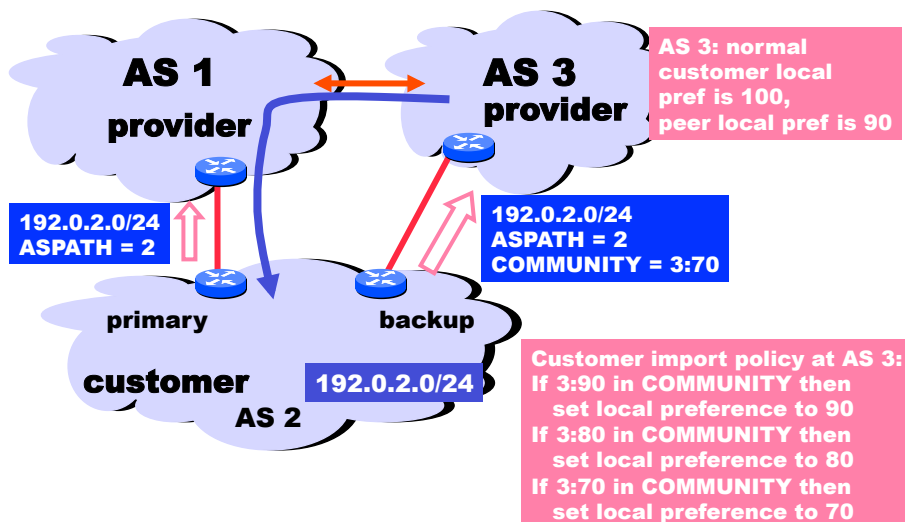 AS 1
provider
AS 3
provider
AS 3: normal
customer local
pref is 100,
peer local pref is 90
192.0.2.0/24
ASPATH = 2
192.0.2.0/24
ASPATH = 2
COMMUNITY = 3:70
primary
backup
customer
AS 2
192.0.2.0/24
Customer import policy at AS 3:
If 3:90 in COMMUNITY then
set local preference to 90
If 3:80 in COMMUNITY then
set local preference to 80
If 3:70 in COMMUNITY then
set local preference to 70